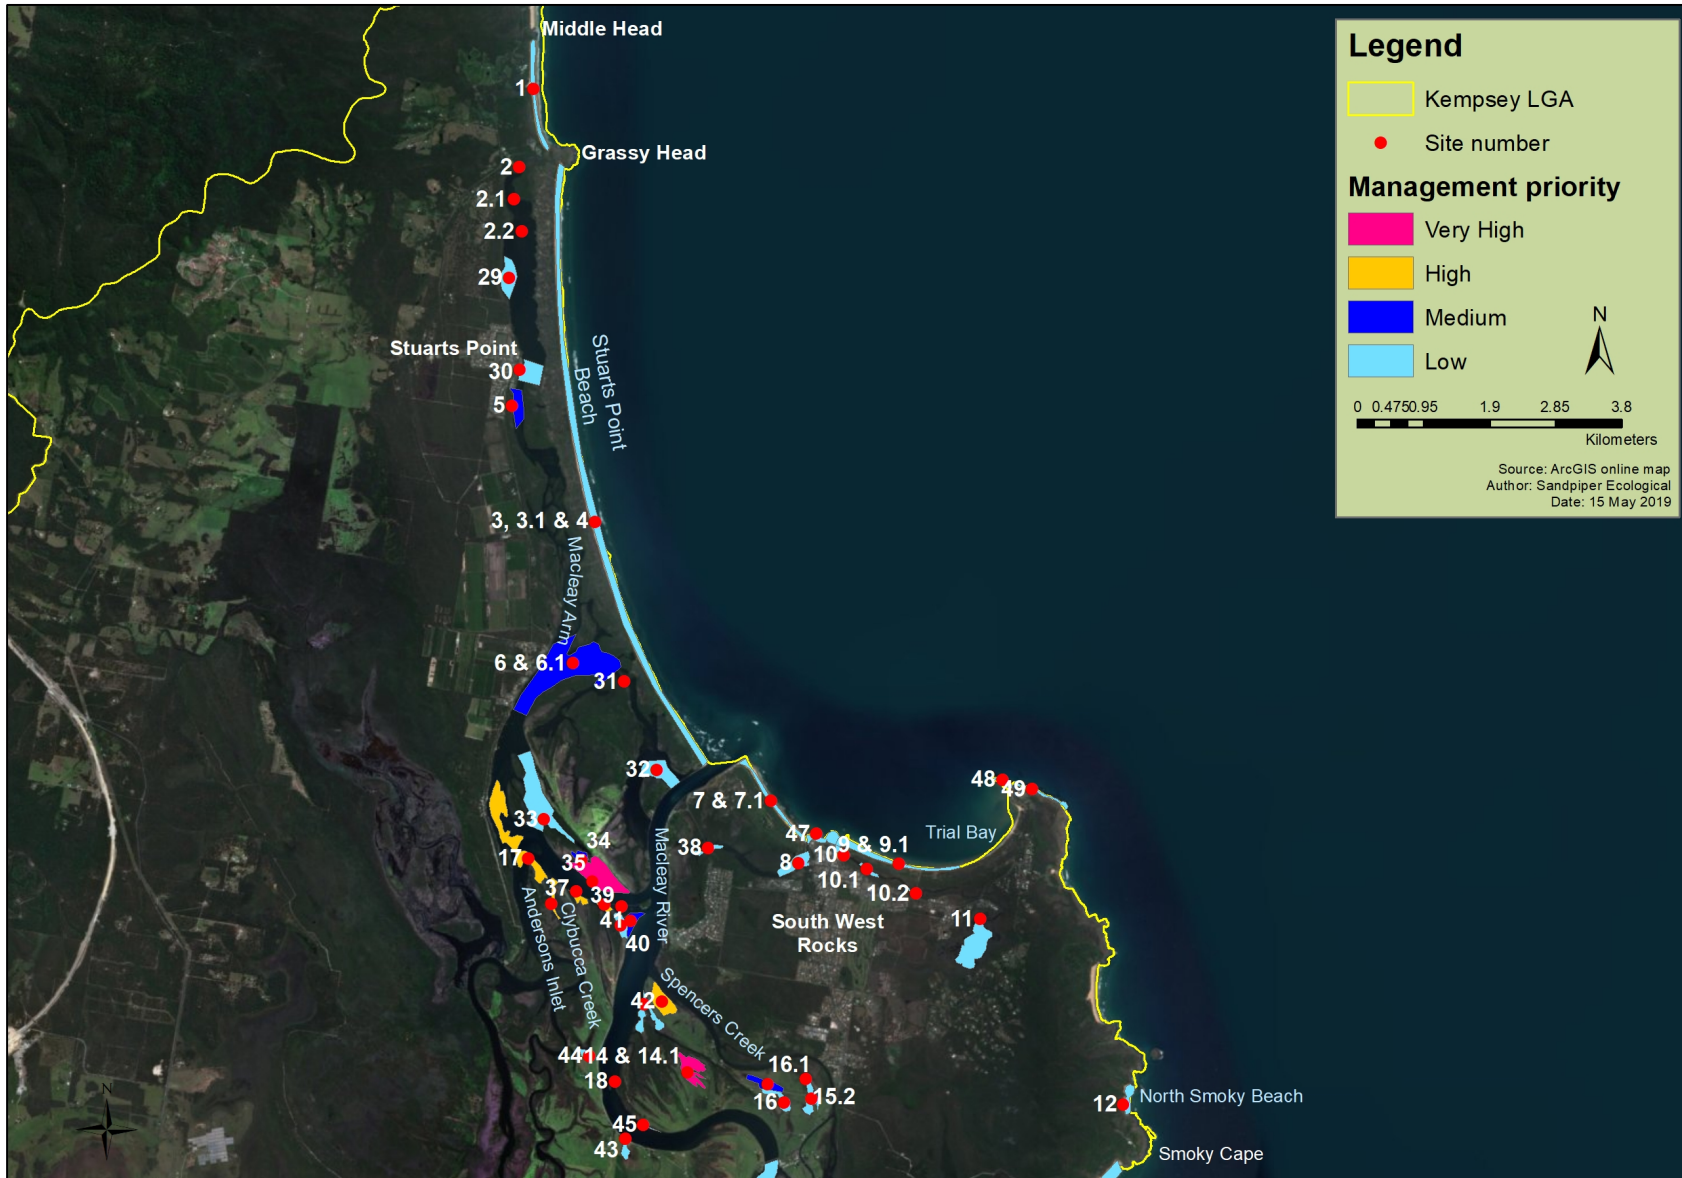 Middle Head
1
Grassy Head
2
2.1
2.2
29
Stuarts Point
30
5
Stuarts Point
Beach
3, 3.1 & 4
Macleay Arm
6 & 6.1
31
32
7 & 7.1
48
49
33
47
Trial Bay
34
Macleay River
38
9 & 9.1
10
8
17
35
10.1
37
39
10.2
Andersons Inlet
Clybucca Creek
41
40
South West
Rocks
11
42
Spencers Creek
44
14 & 14.1
16.1
18
16
15.2
45
43
12
North Smoky Beach
Smoky Cape
N
Legend
Kempsey LGA
Site number
Management priority
Very High
High
Medium
Low
N
0 0.475 0.95 1.9 2.85 3.8
Kilometers
Source: ArcGIS online map
Author: Sandpiper Ecological
Date: 15 May 2019